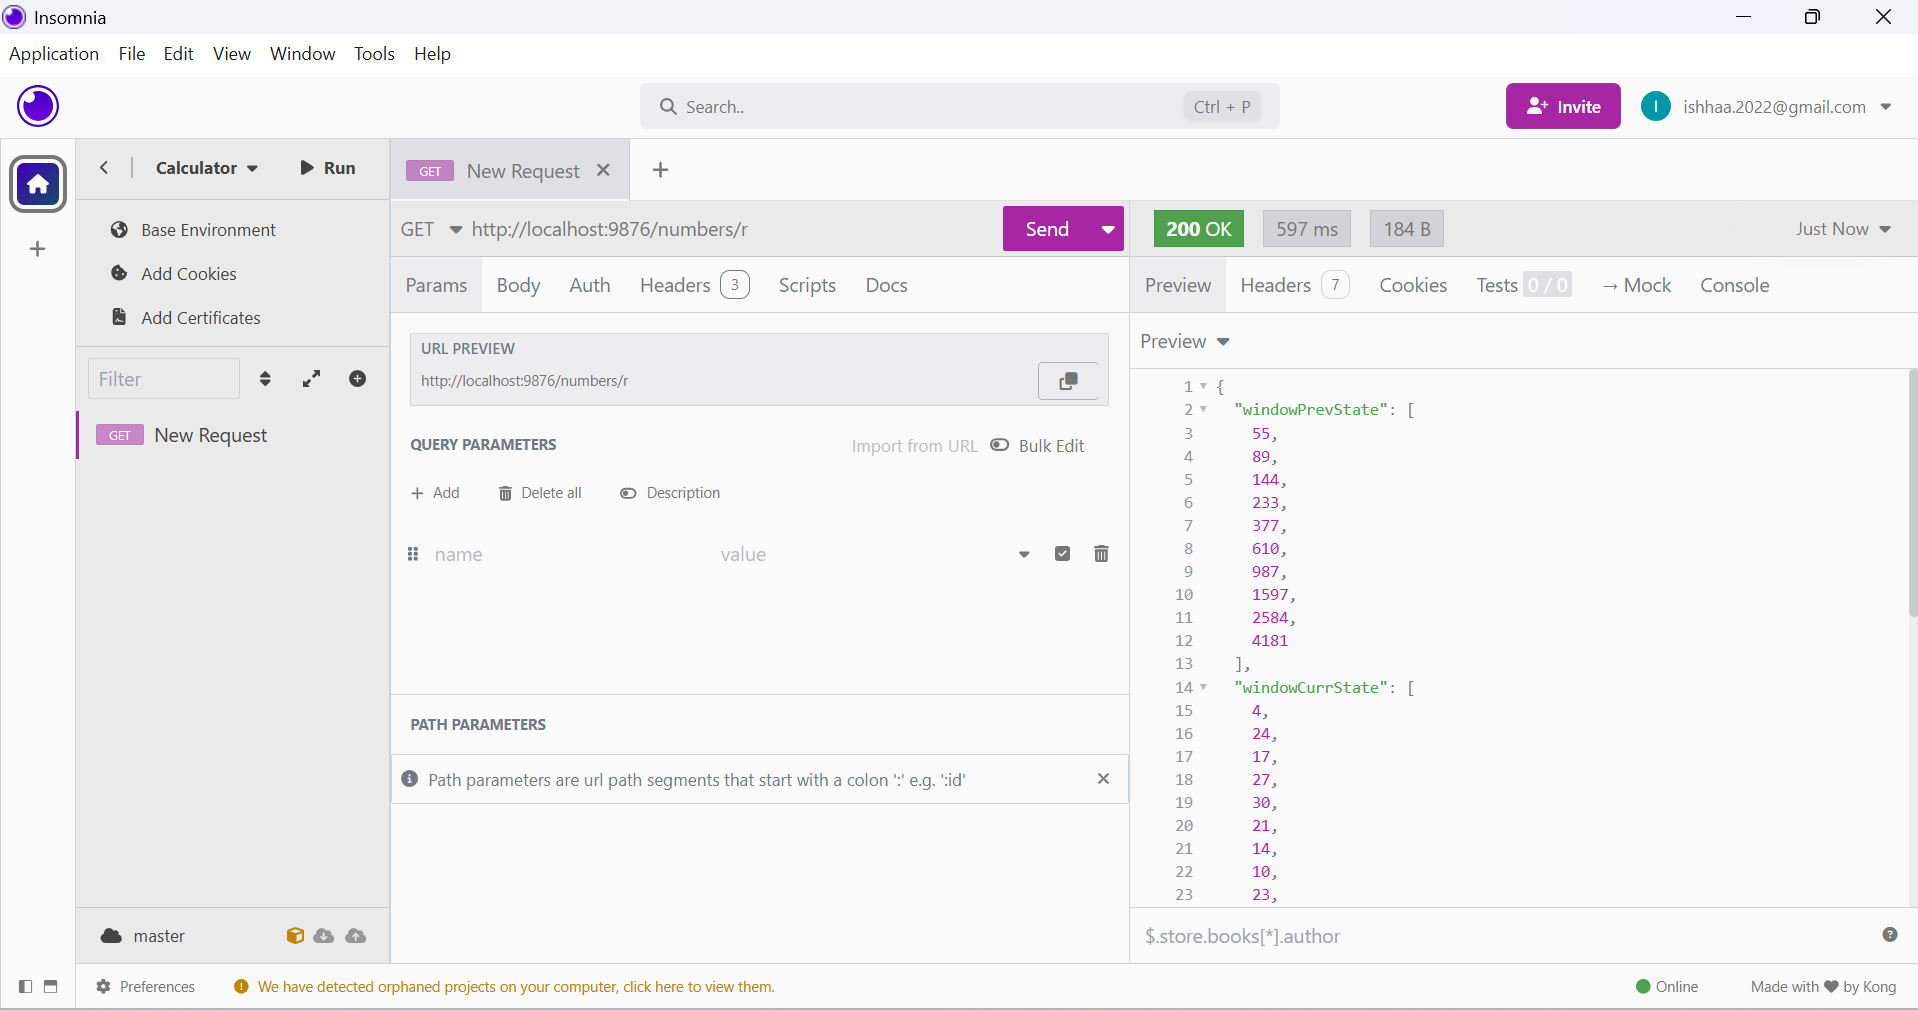 Insomnia
Application File Edit View Window Tools Help
Search.. Ctrl + P Invite I ishhaa.2022@gmail.com
Calculator Run
GET New Request
Base Environment
Add Cookies
Add Certificates
Filter
GET New Request
GET http://localhost:9876/numbers/r Send
200 OK 597 ms 184 B Just Now
Params Body Auth Headers 3 Scripts Docs
URL PREVIEW
http://localhost:9876/numbers/r
QUERY PARAMETERS Import from URL Bulk Edit
Add Delete all Description
name value
PATH PARAMETERS
Path parameters are url path segments that start with a colon ':' e.g. ':id'
Preview Headers 7 Cookies Tests 0 / 0 → Mock Console
Preview
1 {
2 "windowPrevState": [
3 55,
4 89,
5 144,
6 233,
7 377,
8 610,
9 987,
10 1597,
11 2584,
12 4181
13 ],
14 "windowCurrState": [
15 4,
16 24,
17 17,
18 27,
19 30,
20 21,
21 14,
22 10,
23 23,
$.store.books[*].author
master
Preferences We have detected orphaned projects on your computer, click here to view them. Online Made with ♥ by Kong